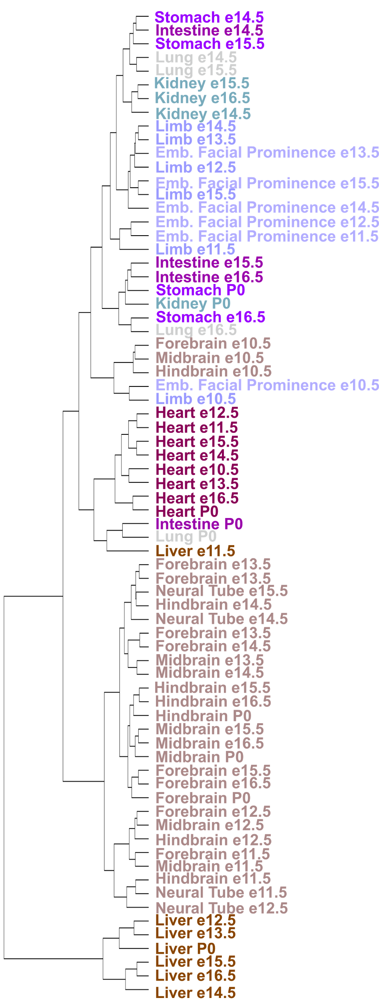 Stomach e14.5
Intestine e14.5
Stomach e15.5
Lung e14.5
Lung e15.5
Kidney e15.5
Kidney e16.5
Kidney e14.5
Limb e14.5
Limb e13.5
Emb. Facial Prominence e13.5
Limb e12.5
Emb. Facial Prominence e15.5
Limb e15.5
Emb. Facial Prominence e14.5
Emb. Facial Prominence e12.5
Emb. Facial Prominence e11.5
Limb e11.5
Intestine e15.5
Intestine e16.5
Stomach P0
Kidney P0
Stomach e16.5
Lung e16.5
Forebrain e10.5
Midbrain e10.5
Hindbrain e10.5
Emb. Facial Prominence e10.5
Limb e10.5
Heart e12.5
Heart e11.5
Heart e15.5
Heart e14.5
Heart e10.5
Heart e13.5
Heart e16.5
Heart P0
Intestine P0
Lung P0
Liver e11.5
Forebrain e13.5
Forebrain e13.5
Neural Tube e15.5
Hindbrain e14.5
Neural Tube e14.5
Forebrain e13.5
Forebrain e14.5
Midbrain e13.5
Midbrain e14.5
Hindbrain e15.5
Hindbrain e16.5
Hindbrain P0
Midbrain e15.5
Midbrain e16.5
Midbrain P0
Forebrain e15.5
Forebrain e16.5
Forebrain P0
Forebrain e12.5
Midbrain e12.5
Hindbrain e12.5
Forebrain e11.5
Midbrain e11.5
Hindbrain e11.5
Neural Tube e11.5
Neural Tube e12.5
Liver e12.5
Liver e13.5
Liver P0
Liver e15.5
Liver e16.5
Liver e14.5